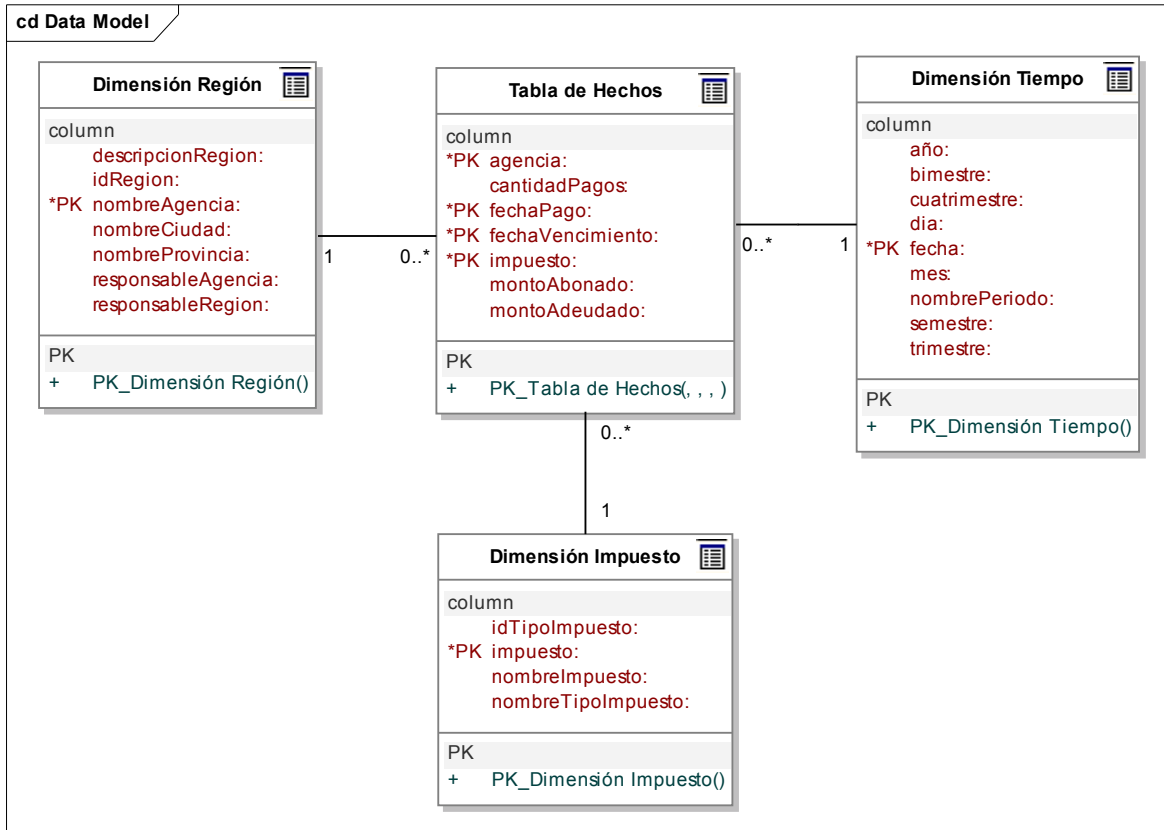 cd Data Model
Dimensión Región
column
descripcionRegion:
idRegion:
*PK nombreAgencia:
nombreCiudad:
nombreProvincia:
responsableAgencia:
responsableRegion:
PK
+ PK_Dimensión Región()
1
0..*
Tabla de Hechos
column
*PK agencia:
cantidadPagos:
*PK fechaPago:
*PK fechaVencimiento:
*PK impuesto:
montoAbonado:
montoAdeudado:
PK
+ PK_Tabla de Hechos(, , , )
0..*
1
Dimensión Tiempo
column
año:
bimestre:
cuatrimestre:
dia:
*PK fecha:
mes:
nombrePeriodo:
semestre:
trimestre:
PK
+ PK_Dimensión Tiempo()
0..*
1
Dimensión Impuesto
column
idTipoImpuesto:
*PK impuesto:
nombreImpuesto:
nombreTipoImpuesto:
PK
+ PK_Dimensión Impuesto()